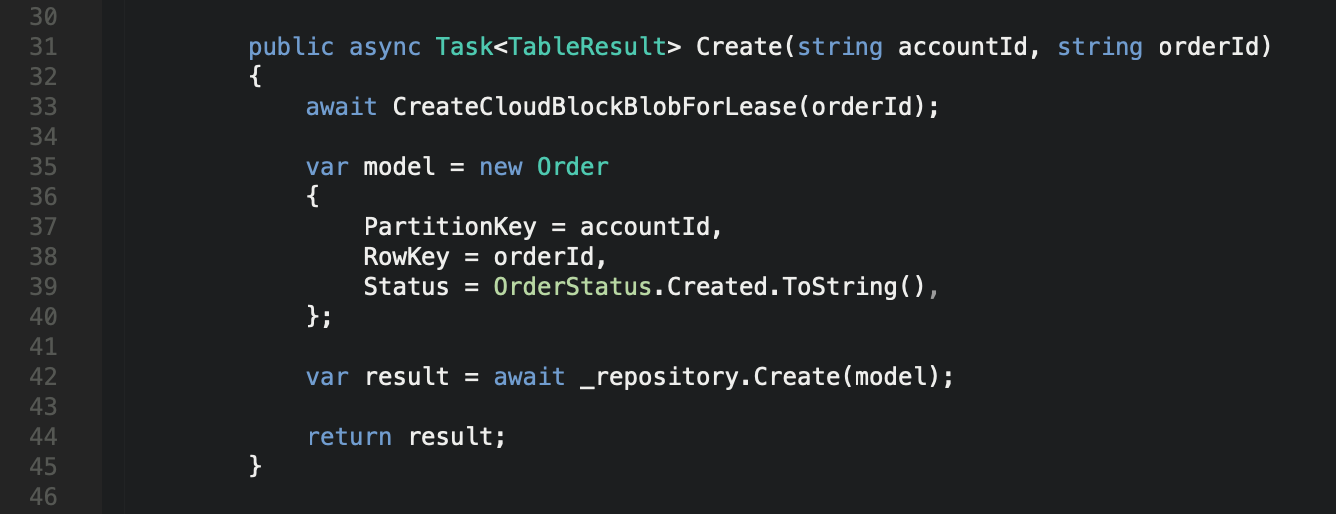 30
31 public async Task<TableResult> Create(string accountId, string orderId)
32 {
33 await CreateCloudBlockBlobForLease(orderId);
34
35 var model = new Order
36 {
37 PartitionKey = accountId,
38 RowKey = orderId,
39 Status = OrderStatus.Created.ToString(),
40 };
41
42 var result = await _repository.Create(model);
43
44 return result;
45 }
46